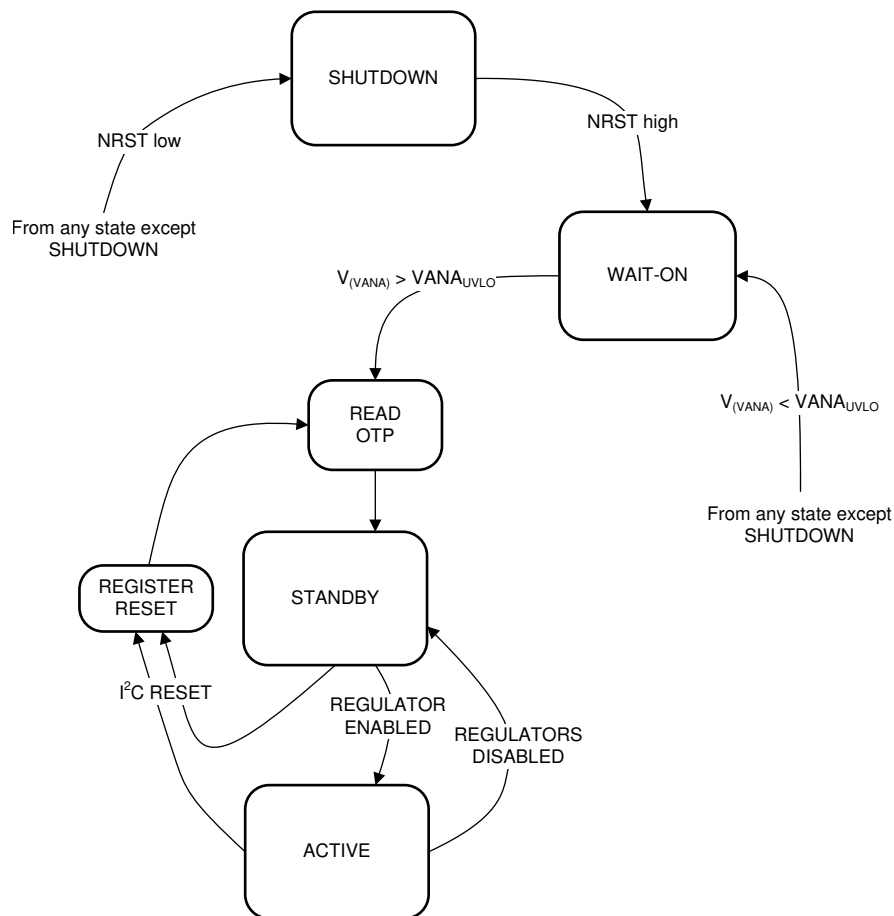 SHUTDOWN
NRST low
NRST high
From any state except
SHUTDOWN
WAIT-ON
V(VANA) > VANAUVLO
V(VANA) < VANAUVLO
READ
OTP
From any state except
SHUTDOWN
REGISTER
RESET
STANDBY
I²C RESET
REGULATOR
ENABLED
REGULATORS
DISABLED
ACTIVE